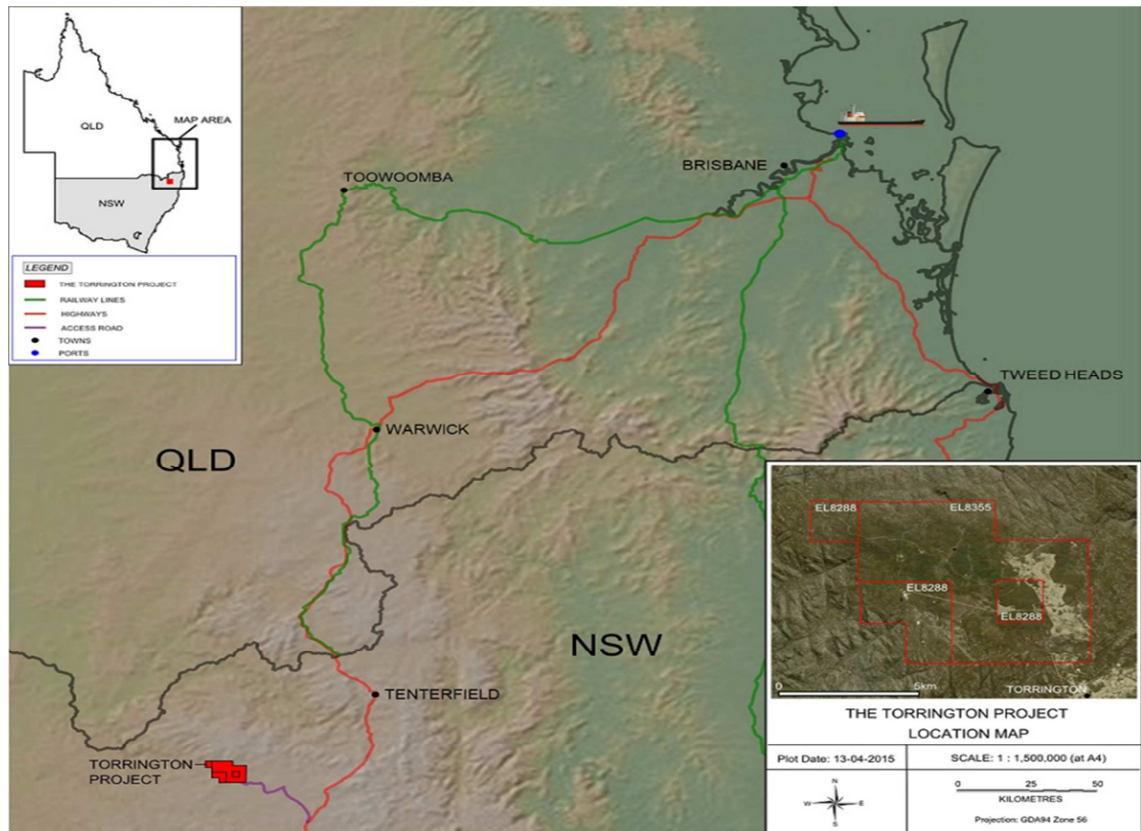 QLD
MAP AREA
NSW
LEGEND
THE TORRINGTON PROJECT
RAILWAY LINES
HIGHWAYS
ACCESS ROAD
TOWNS
PORTS
BRISBANE
TOOWOOMBA
TWEED HEADS
WARWICK
QLD
NSW
TENTERFIELD
TORRINGTON
PROJECT
EL8288
EL8355
EL8288
EL8288
0
5km
TORRINGTON
THE TORRINGTON PROJECT
LOCATION MAP
Plot Date: 13-04-2015
SCALE: 1 : 1,500,000 (at A4)
N
W
E
S
0 25 50
KILOMETRES
Projection: GDA94 Zone 56